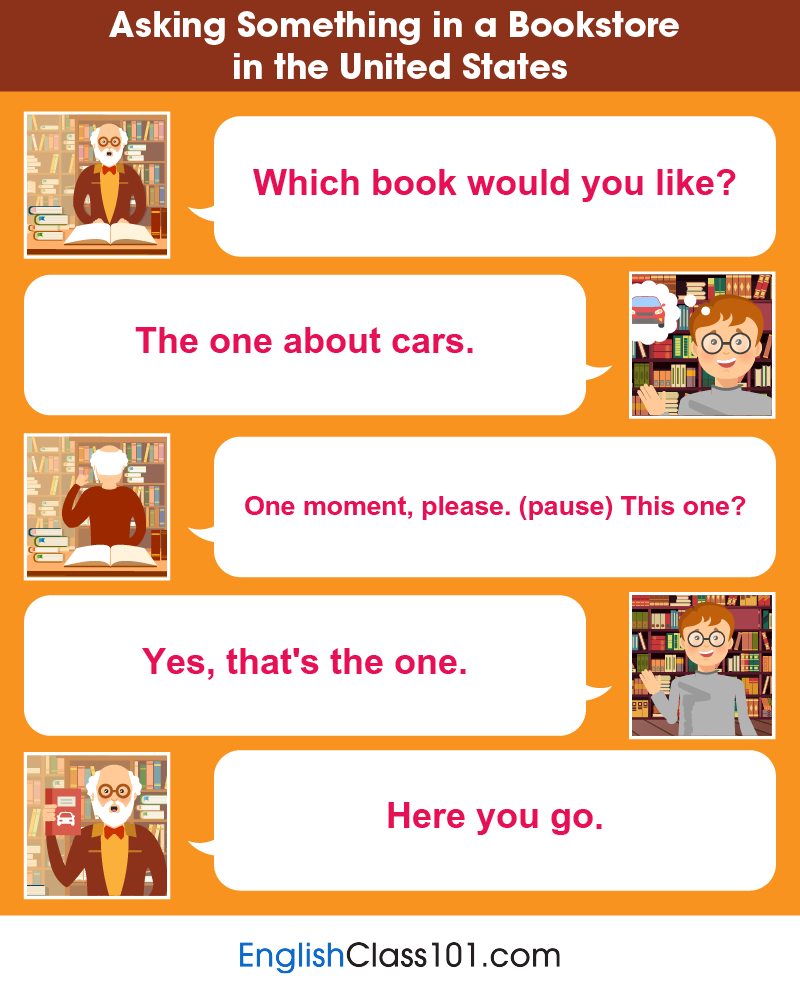 Asking Something in a Bookstore
in the United States
Which book would you like?
The one about cars.
One moment, please. (pause) This one?
Yes, that's the one.
Here you go.
EnglishClass101.com